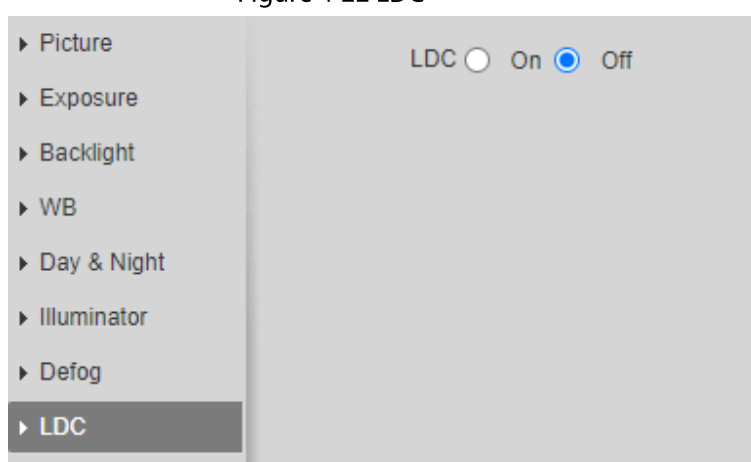 Picture
Exposure
Backlight
WB
Day & Night
Illuminator
Defog
LDC
LDC On Off